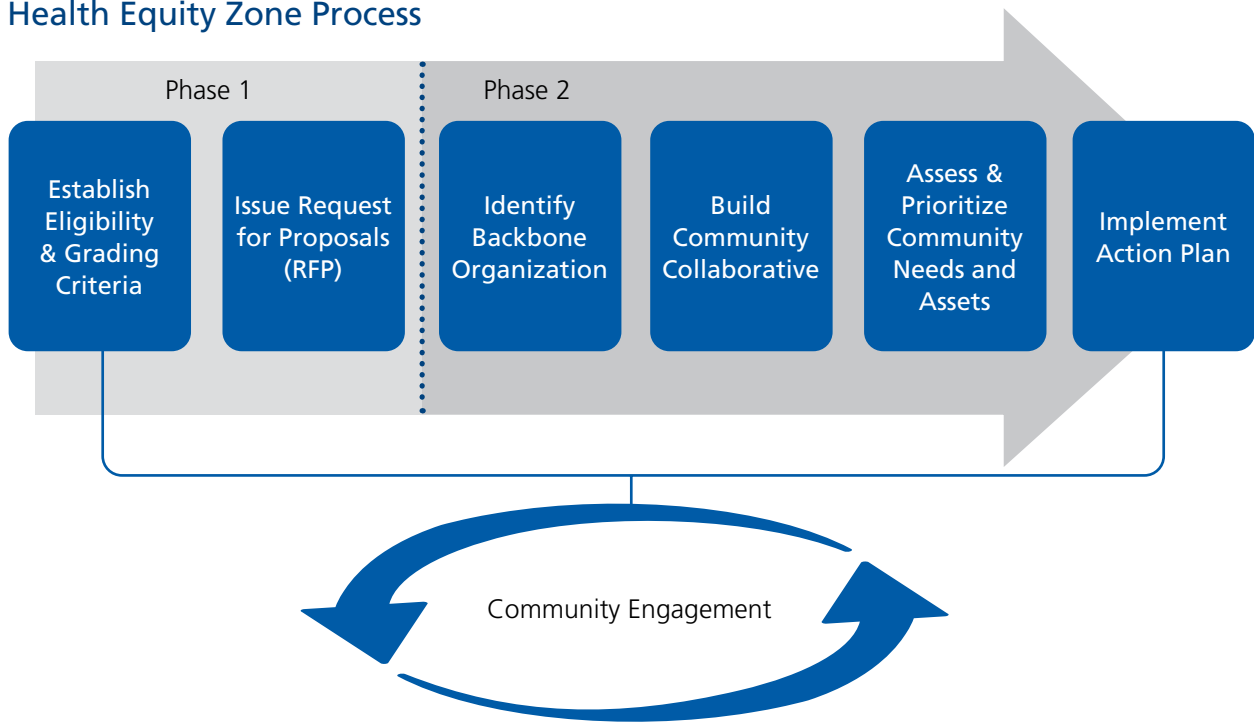 Health Equity Zone Process
Phase 1
Phase 2
Establish
Eligibility
& Grading
Criteria
Issue Request
for Proposals
(RFP)
Identify
Backbone
Organization
Build
Community
Collaborative
Assess &
Prioritize
Community
Needs and
Assets
Implement
Action Plan
Community Engagement